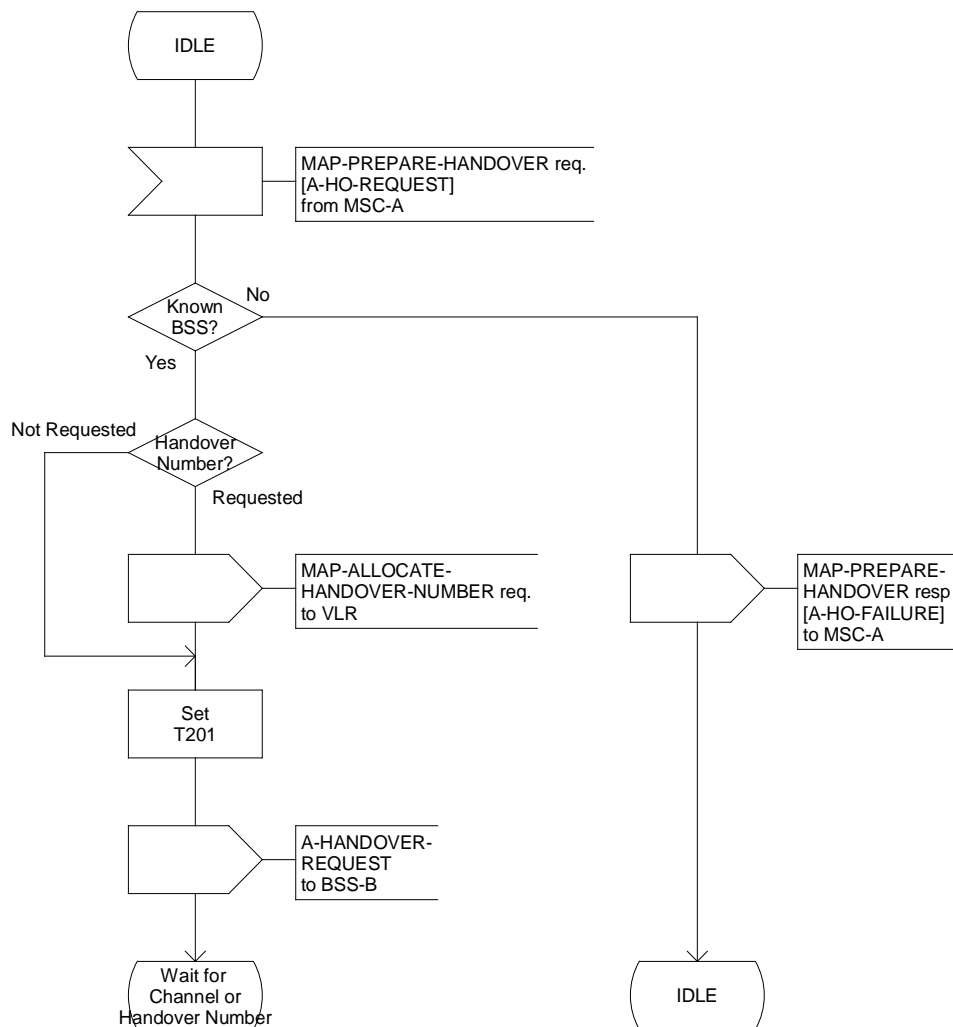 IDLE
MAP-PREPARE-HANDOVER req.
[A-HO-REQUEST]
from MSC-A
No
Known
BSS?
Yes
Not Requested
Handover
Number?
Requested
MAP-ALLOCATE-
HANDOVER-NUMBER req.
to VLR
MAP-PREPARE-
HANDOVER resp
[A-HO-FAILURE]
to MSC-A
Set
T201
A-HANDOVER-
REQUEST
to BSS-B
Wait for
Channel or
Handover Number
IDLE